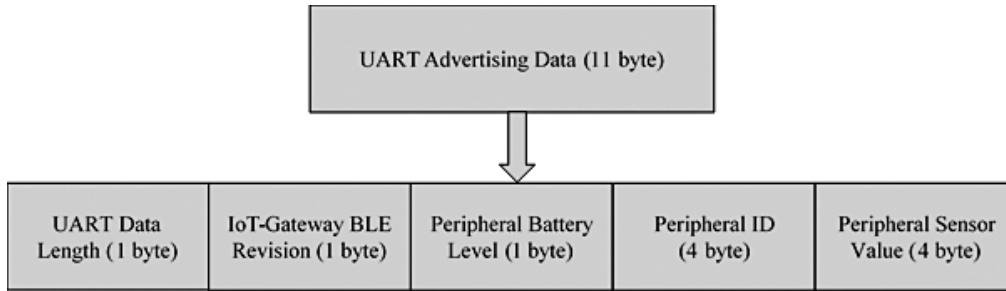 UART Advertising Data (11 byte)
UART Data
Length (1 byte)
IoT-Gateway BLE
Revision (1 byte)
Peripheral Battery
Level (1 byte)
Peripheral ID
(4 byte)
Peripheral Sensor
Value (4 byte)